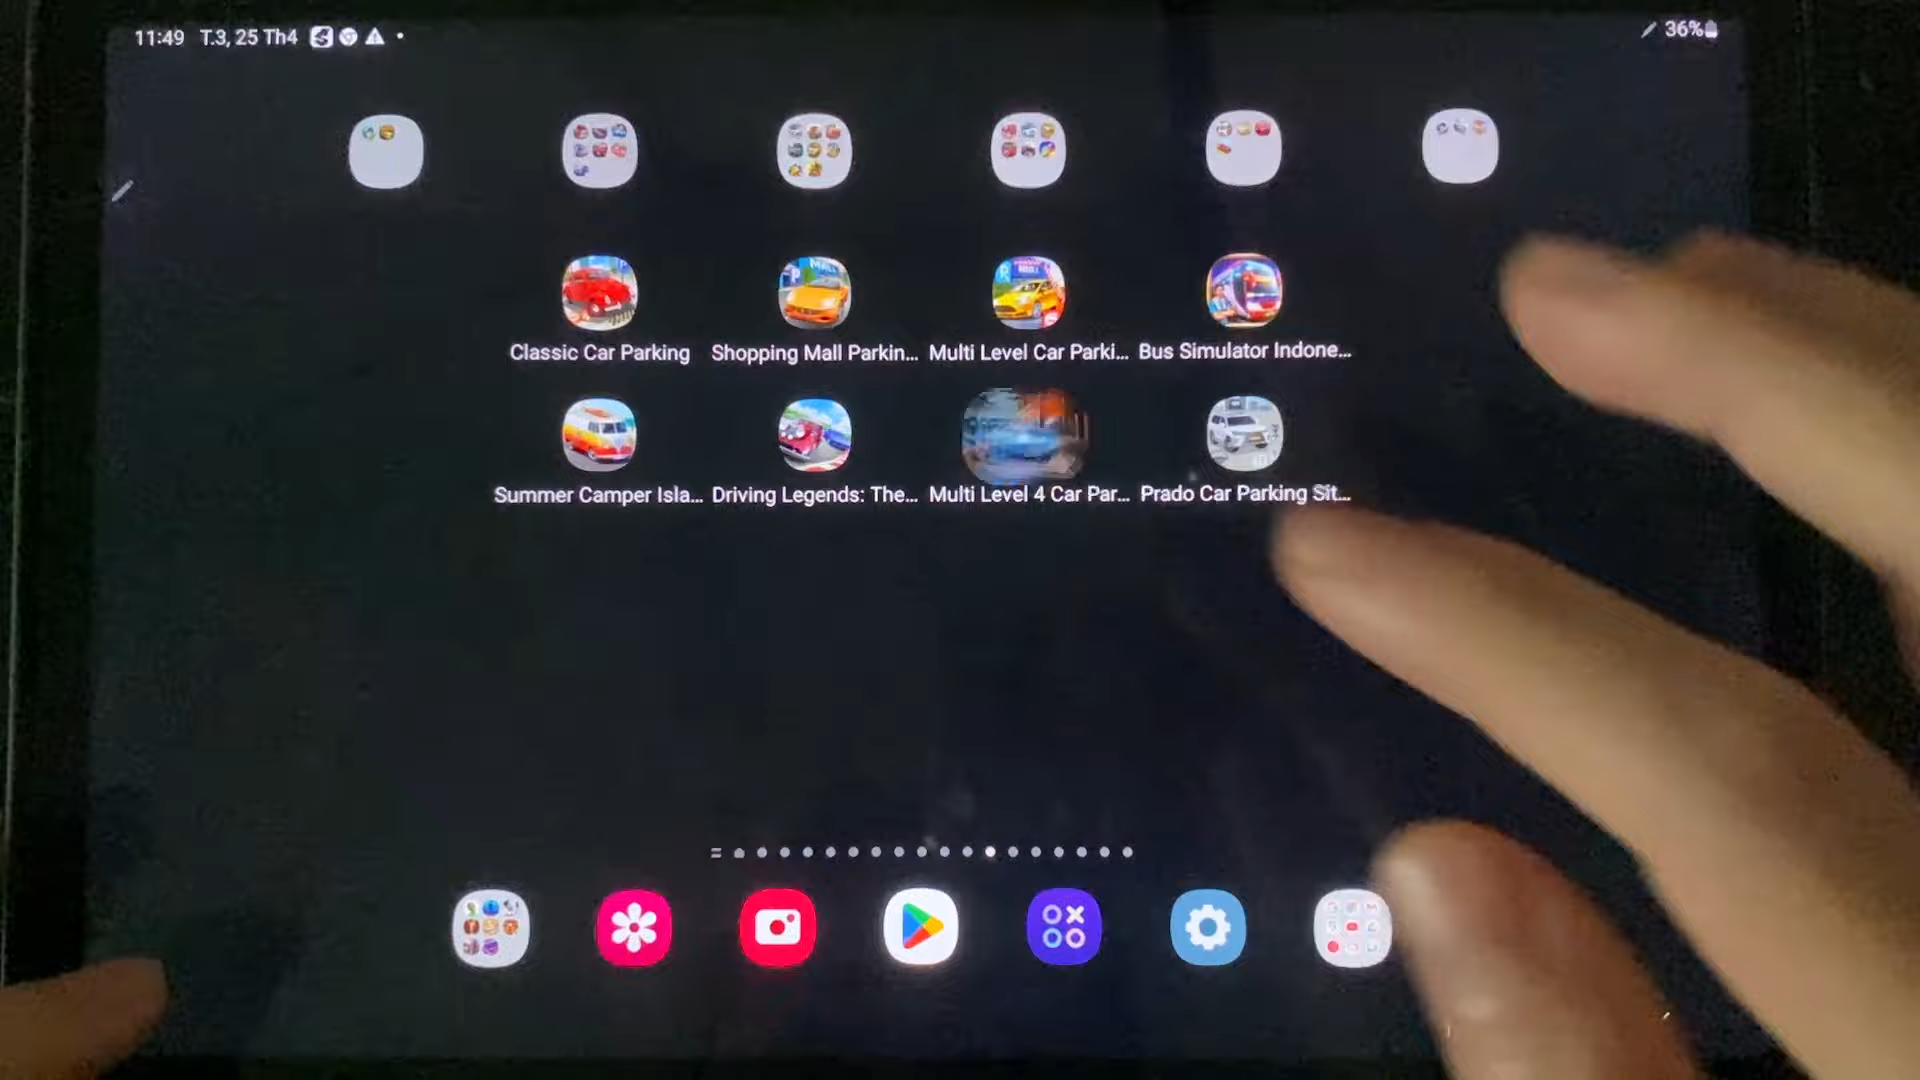 11:49 T.3, 25 Th4
36%
Classic Car Parking
Shopping Mall Parkin...
Multi Level Car Parki...
Bus Simulator Indone...
Summer Camper Isla...
Driving Legends: The...
Multi Level 4 Car Par...
Prado Car Parking Sit...